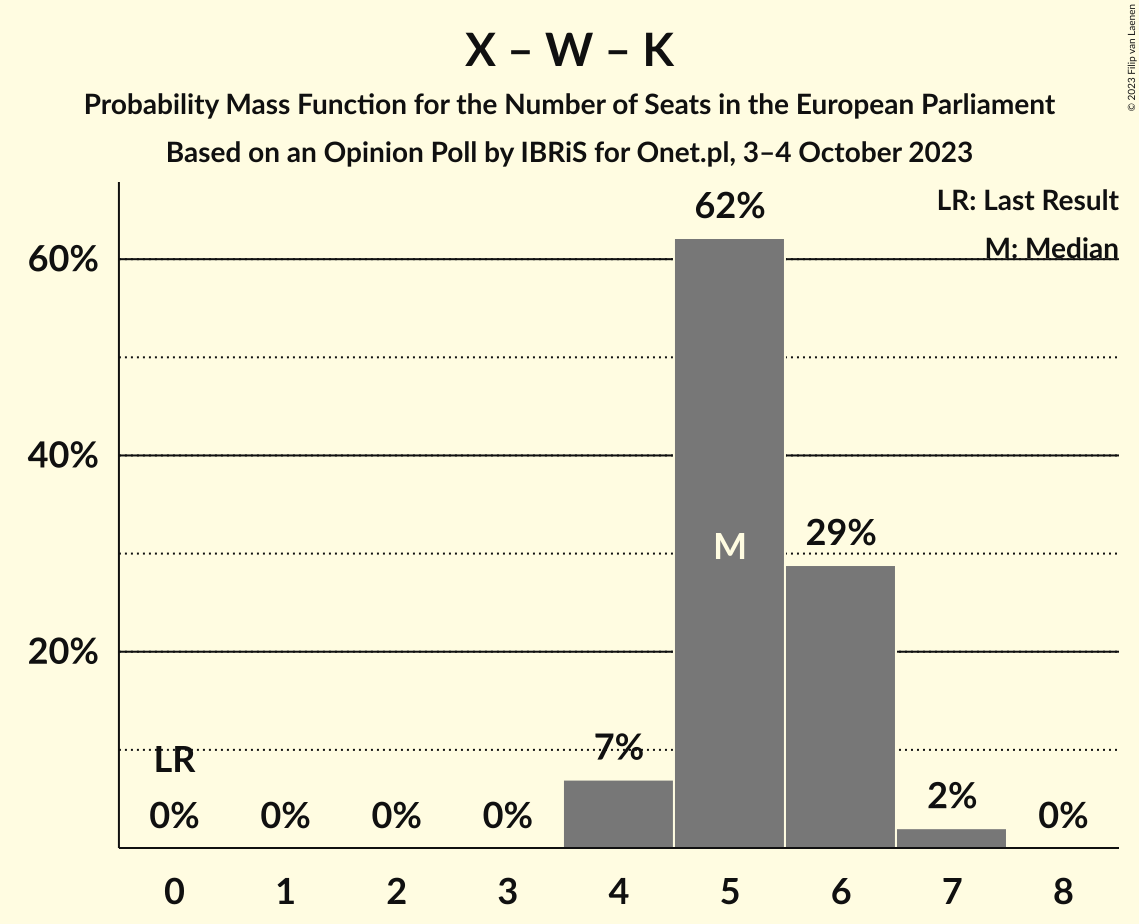 X – W – K
Probability Mass Function for the Number of Seats in the European Parliament
Based on an Opinion Poll by IBRiS for Onet.pl, 3–4 October 2023
© 2023 Filip van Laenen
LR: Last Result
M: Median
60%
40%
20%
LR
0%
0%
0%
0%
7%
62%
M
29%
2%
0%
0 1 2 3 4 5 6 7 8